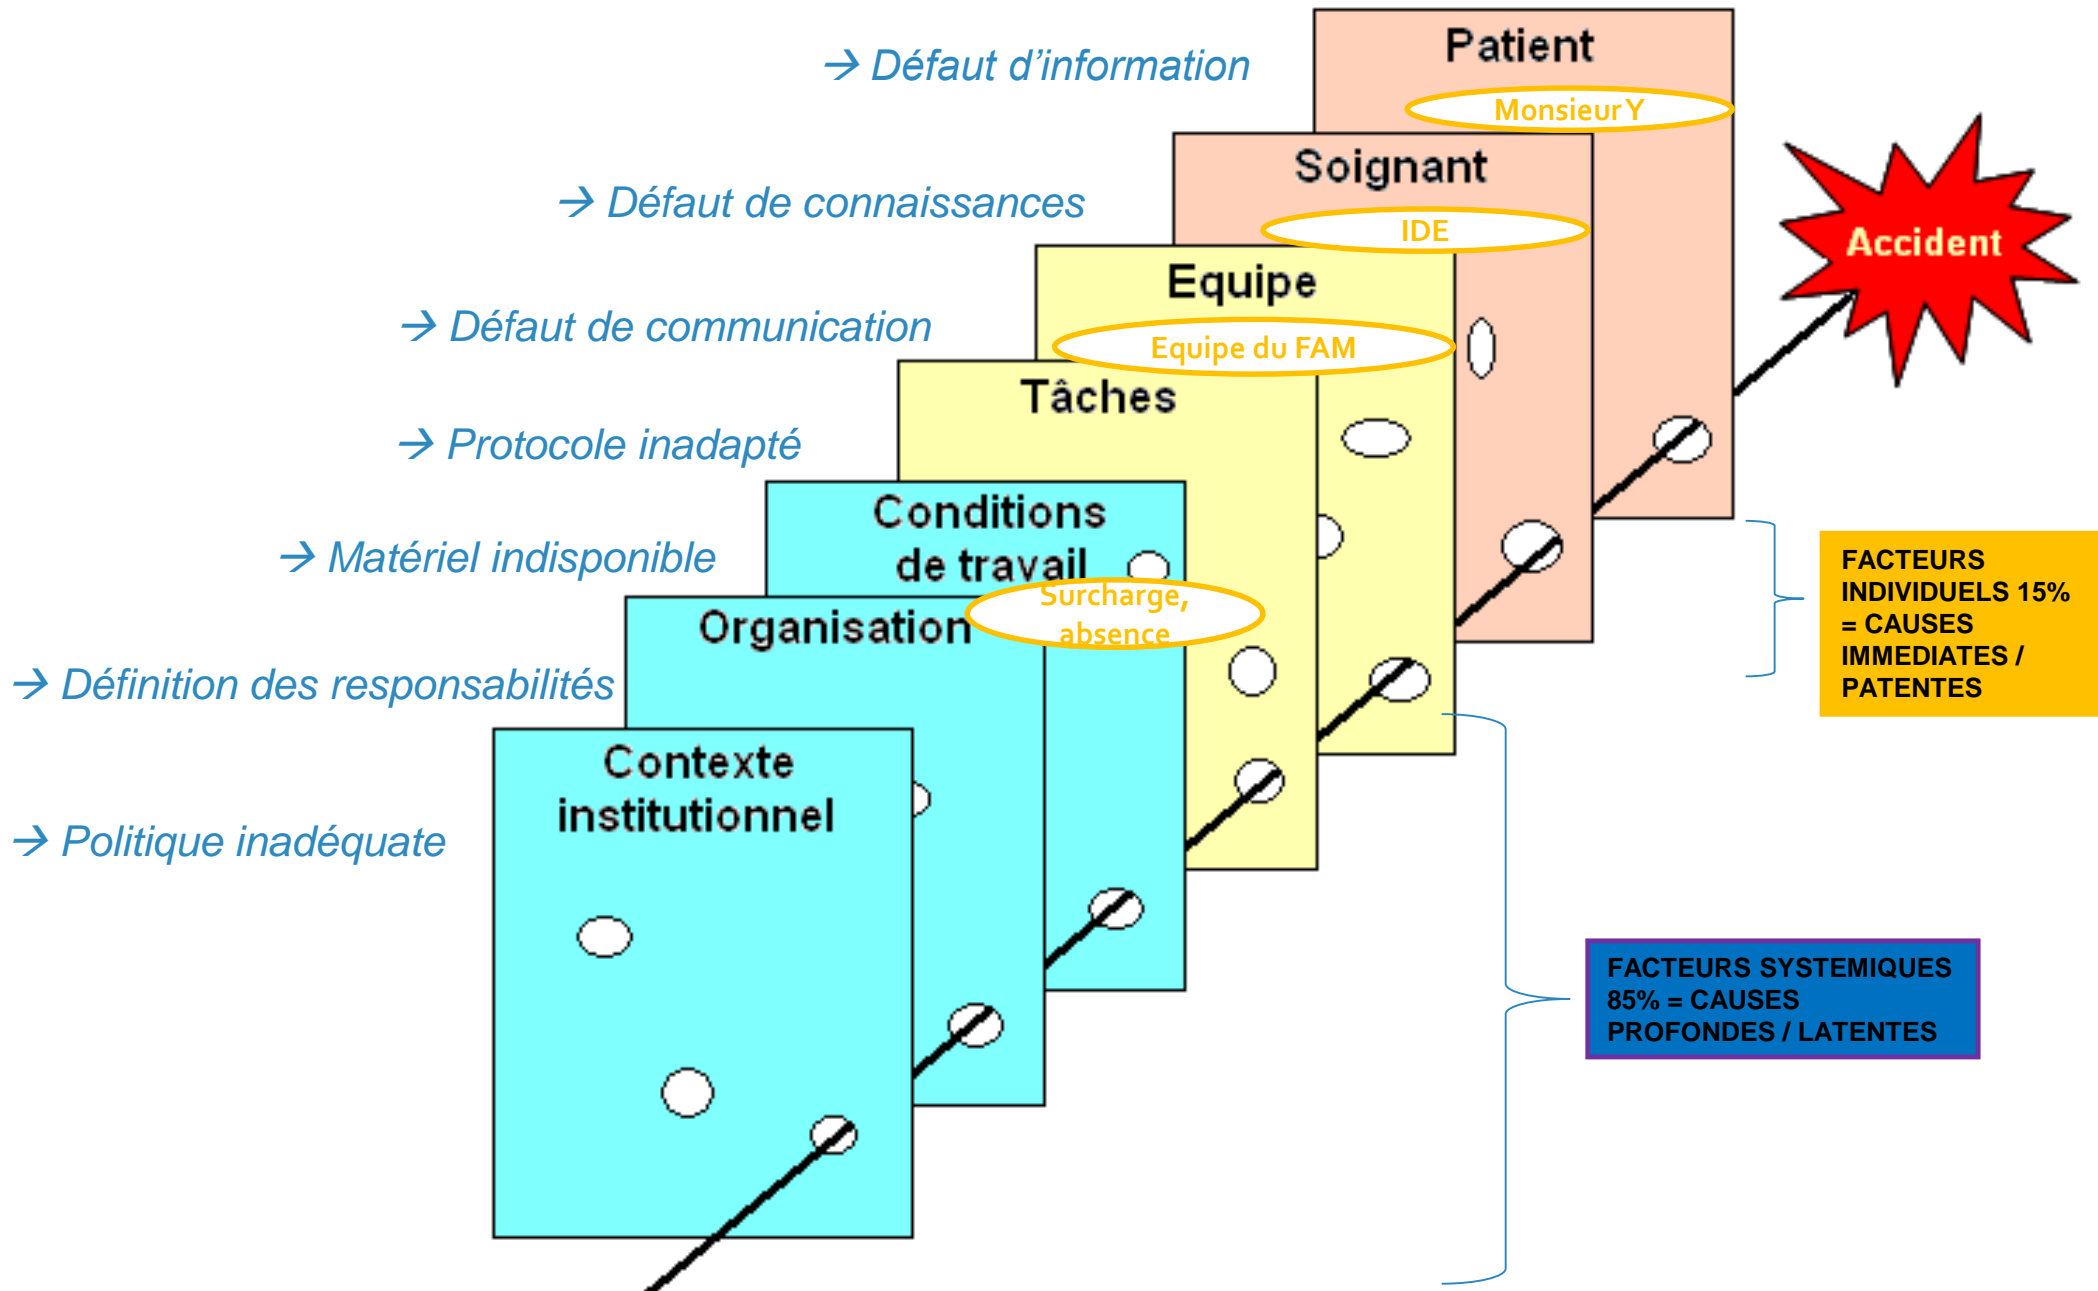 → Défaut d’information
Patient
Monsieur Y
→ Défaut de connaissances
Soignant
IDE
Accident
→ Défaut de communication
Equipe
Equipe du FAM
→ Protocole inadapté
Tâches
→ Matériel indisponible
Conditions
de travail
Surcharge,
absence
→ Définition des responsabilités
Organisation
→ Politique inadéquate
Contexte
institutionnel
FACTEURS
INDIVIDUELS 15%
= CAUSES
IMMEDIATES /
PATENTES
FACTEURS SYSTEMIQUES
85% = CAUSES
PROFONDES / LATENTES